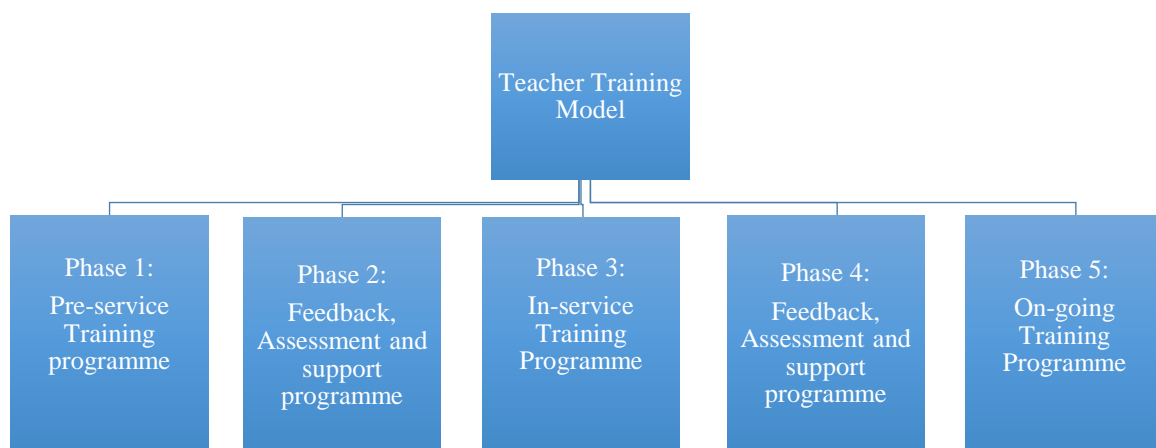 Teacher Training
Model
Phase 1:
Pre-service
Training
programme
Phase 2:
Feedback,
Assessment and
support
programme
Phase 3:
In-service
Training
Programme
Phase 4:
Feedback,
Assessment and
support
programme
Phase 5:
On-going
Training
Programme